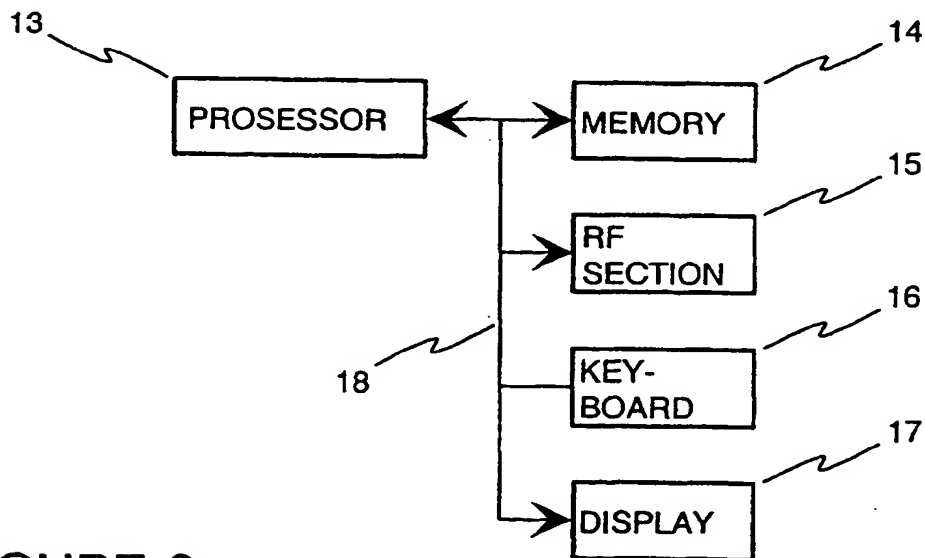 13
14
PROSESSOR
MEMORY
15
RF
SECTION
16
18
KEY-
BOARD
17
DISPLAY